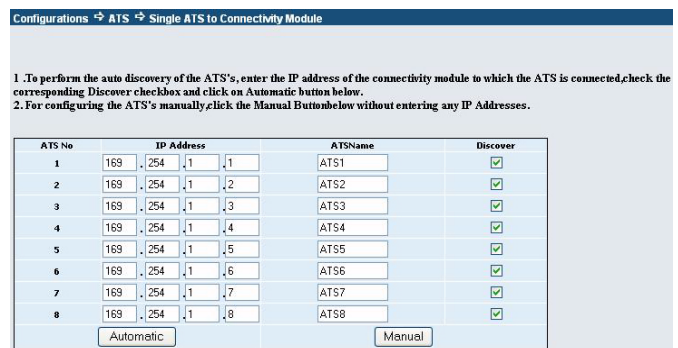 Configurations ➪ ATS ➪ Single ATS to Connectivity Module
1 .To perform the auto discovery of the ATS's, enter the IP address of the connectivity module to which the ATS is connected,check the
corresponding Discover checkbox and click on Automatic button below.
2. For configuring the ATS's manually,click the Manual Buttonbelow without entering any IP Addresses.
ATS No IP Address ATSName Discover
1 169 . 254 .1 .1 ATS1
2 169 . 254 .1 .2 ATS2
3 169 . 254 .1 .3 ATS3
4 169 . 254 .1 .4 ATS4
5 169 . 254 .1 .5 ATS5
6 169 . 254 .1 .6 ATS6
7 169 . 254 .1 .7 ATS7
8 169 . 254 .1 .8 ATS8
Automatic Manual